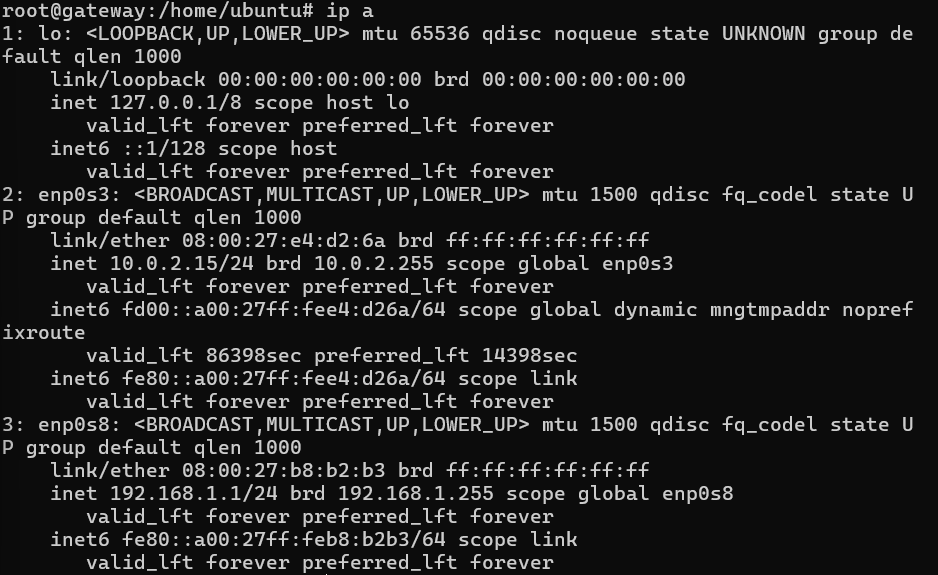 root@gateway:/home/ubuntu# ip a
1: lo: <LOOPBACK,UP,LOWER_UP> mtu 65536 qdisc noqueue state UNKNOWN group de
fault qlen 1000
    link/loopback 00:00:00:00:00:00 brd 00:00:00:00:00:00
    inet 127.0.0.1/8 scope host lo
       valid_lft forever preferred_lft forever
    inet6 ::1/128 scope host
       valid_lft forever preferred_lft forever
2: enp0s3: <BROADCAST,MULTICAST,UP,LOWER_UP> mtu 1500 qdisc fq_codel state U
P group default qlen 1000
    link/ether 08:00:27:e4:d2:6a brd ff:ff:ff:ff:ff:ff
    inet 10.0.2.15/24 brd 10.0.2.255 scope global enp0s3
       valid_lft forever preferred_lft forever
    inet6 fd00::a00:27ff:fee4:d26a/64 scope global dynamic mngtmpaddr nopref
ixroute
       valid_lft 86398sec preferred_lft 14398sec
    inet6 fe80::a00:27ff:fee4:d26a/64 scope link
       valid_lft forever preferred_lft forever
3: enp0s8: <BROADCAST,MULTICAST,UP,LOWER_UP> mtu 1500 qdisc fq_codel state U
P group default qlen 1000
    link/ether 08:00:27:b8:b2:b3 brd ff:ff:ff:ff:ff:ff
    inet 192.168.1.1/24 brd 192.168.1.255 scope global enp0s8
       valid_lft forever preferred_lft forever
    inet6 fe80::a00:27ff:feb8:b2b3/64 scope link
       valid_lft forever preferred_lft forever